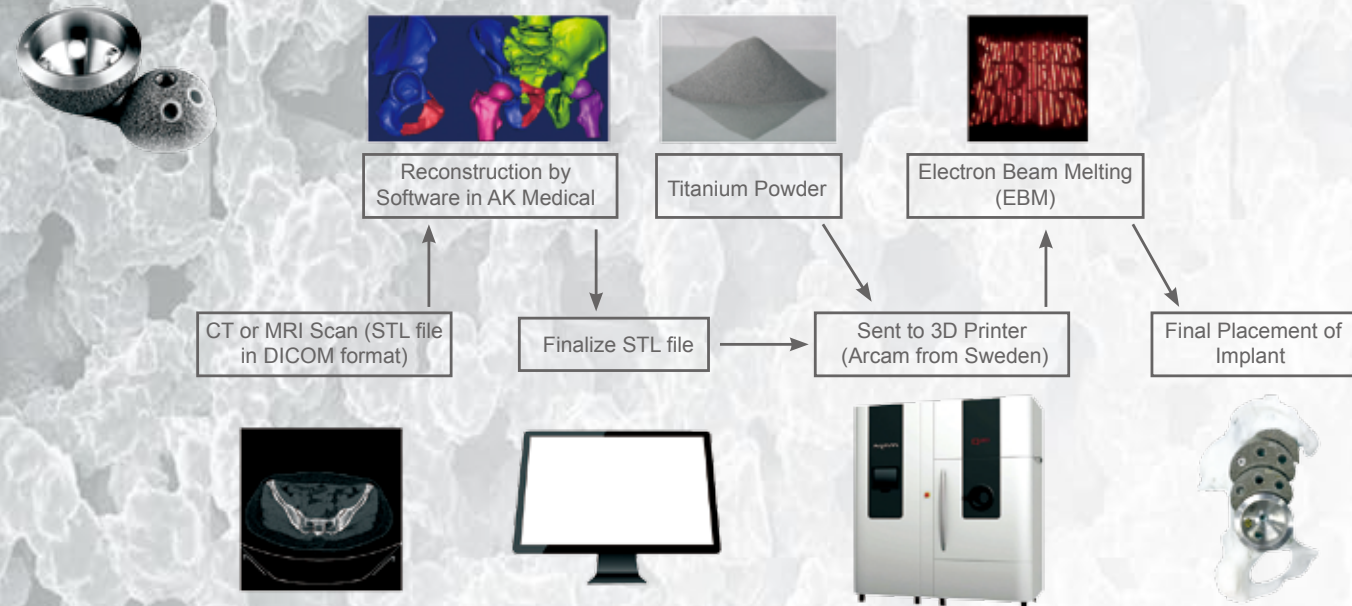 Reconstruction by
Software in AK Medical
Titanium Powder
Electron Beam Melting
(EBM)
CT or MRI Scan (STL file
in DICOM format)
Finalize STL file
Sent to 3D Printer
(Arcam from Sweden)
Final Placement of
Implant